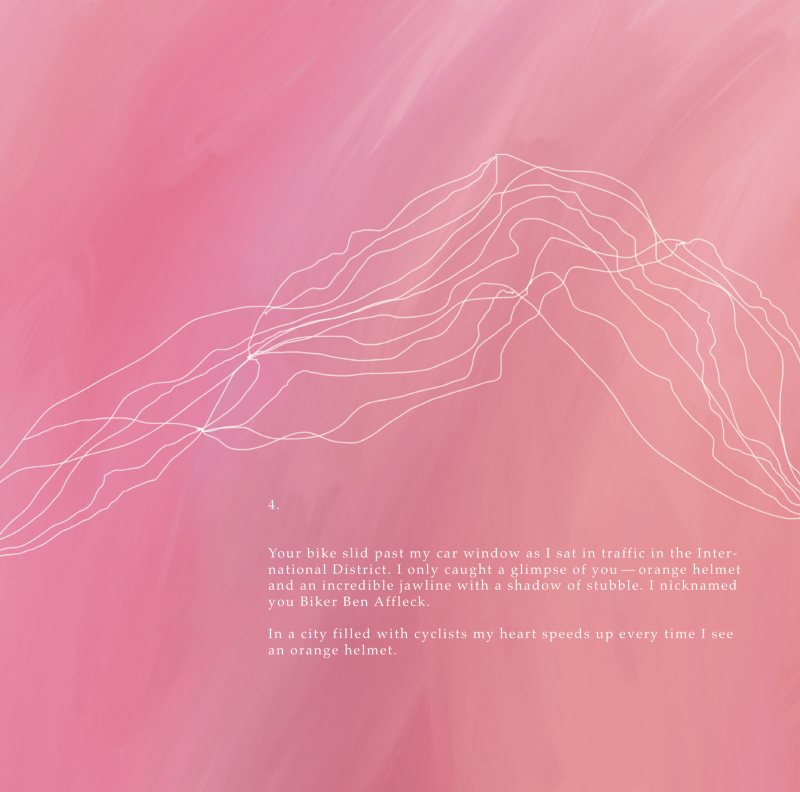 4.
Your bike slid past my car window as I sat in traffic in the Inter-
national District. I only caught a glimpse of you — orange helmet
and an incredible jawline with a shadow of stubble. I nicknamed
you Biker Ben Affleck.
In a city filled with cyclists my heart speeds up every time I see
an orange helmet.